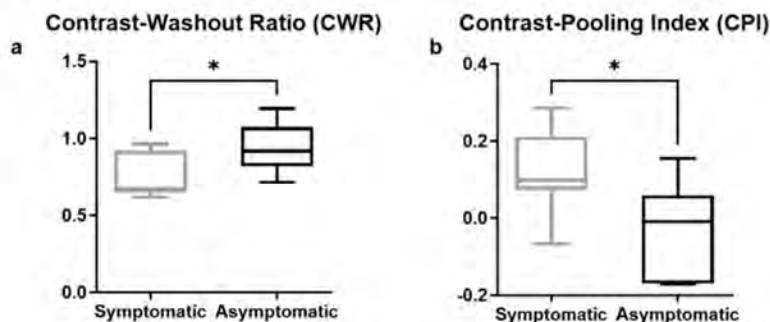 Contrast-Washout Ratio (CWR)
a
1.5
*
1.0
0.5
0.0
Symptomatic Asymptomatic
Contrast-Pooling Index (CPI)
b
0.4
*
0.2
0.0
-0.2
Symptomatic Asymptomatic